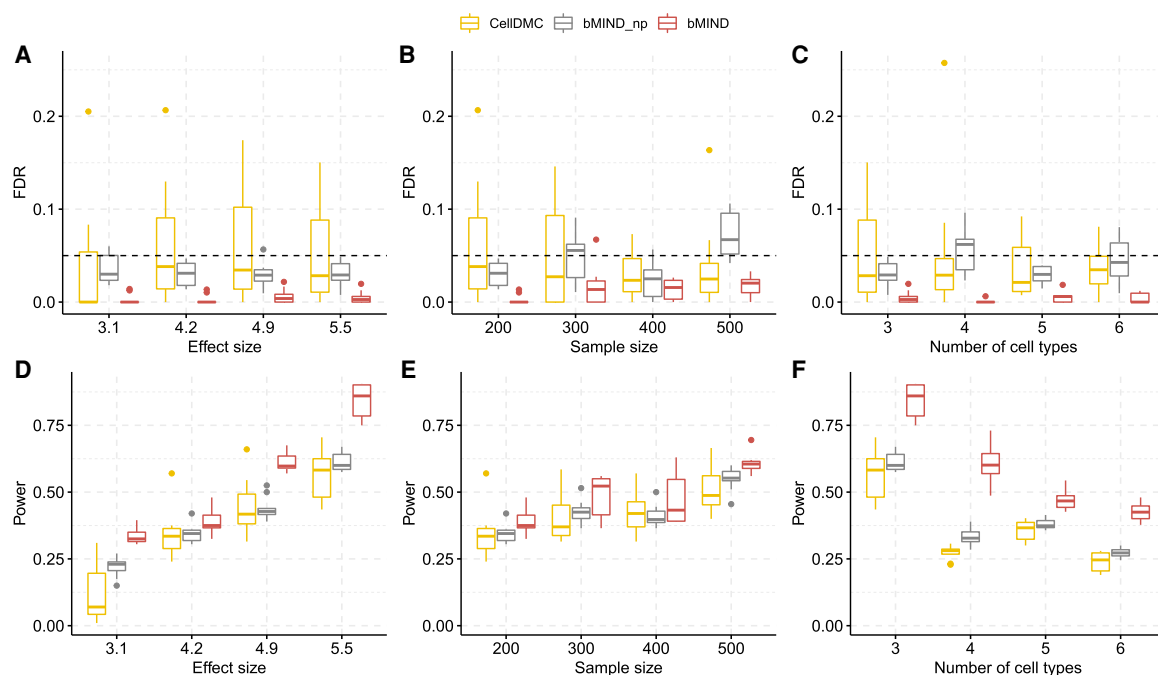 CellDMC bMIND_np bMIND
A B C
0.2 0.2 0.2
FDR FDR FDR
0.1 0.1 0.1
0.0 0.0 0.0
3.1 4.2 4.9 5.5 200 300 400 500 3 4 5 6
Effect size Sample size Number of cell types
D E F
0.75 0.75 0.75
0.50 0.50 0.50
Power Power Power
0.25 0.25 0.25
0.00 0.00 0.00
3.1 4.2 4.9 5.5 200 300 400 500 3 4 5 6
Effect size Sample size Number of cell types